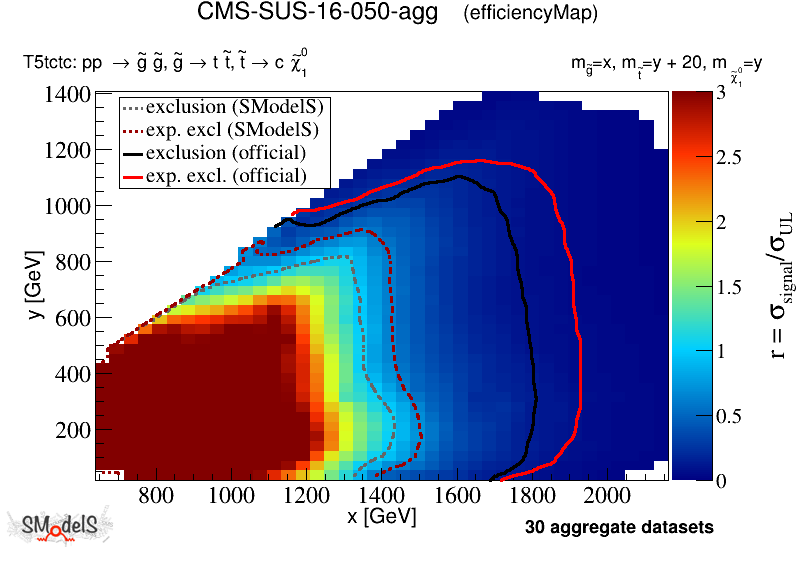 CMS-SUS-16-050-agg (efficiencyMap)
T5tctc: pp → g̃ g̃, g̃ → t t̃, t̃ → c χ̃⁰₁
m_g̃=x, m_t̃=y + 20, m_χ̃⁰₁=y
exclusion (SModelS)
exp. excl (SModelS)
exclusion (official)
exp. excl. (official)
1400
1200
1000
800
600
400
200
y [GeV]
800 1000 1200 1400 1600 1800 2000
x [GeV]
3
2.5
2
1.5
1
0.5
0
r = σ_signal/σ_UL
SModelS
30 aggregate datasets